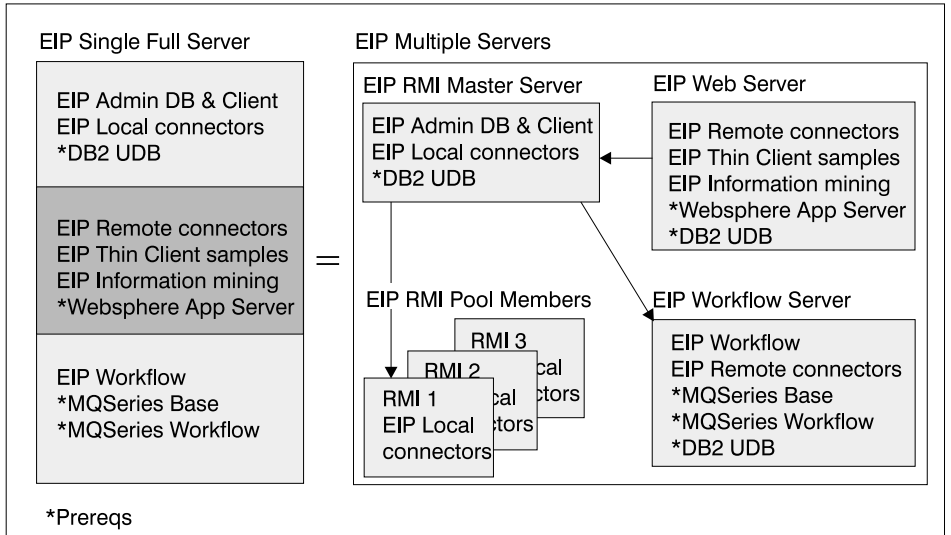 EIP Single Full Server
EIP Admin DB & Client
EIP Local connectors
*DB2 UDB
EIP Remote connectors
EIP Thin Client samples
EIP Information mining
*Websphere App Server
EIP Workflow
*MQSeries Base
*MQSeries Workflow
*Prereqs
=
EIP Multiple Servers
EIP RMI Master Server
EIP Admin DB & Client
EIP Local connectors
*DB2 UDB
EIP Web Server
EIP Remote connectors
EIP Thin Client samples
EIP Information mining
*Websphere App Server
*DB2 UDB
EIP RMI Pool Members
RMI 3
cal
ctors
RMI 2
cal
ctors
RMI 1
EIP Local
connectors
EIP Workflow Server
EIP Workflow
EIP Remote connectors
*MQSeries Base
*MQSeries Workflow
*DB2 UDB